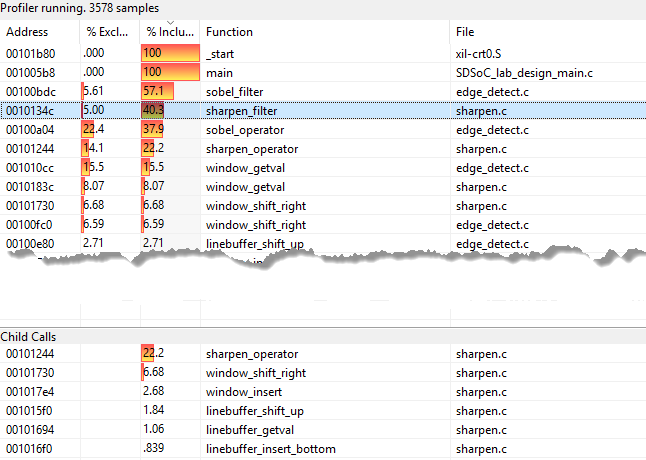 Profiler running. 3578 samples
Address % Excl... % Inclu... Function File
00101b80 .000 100 _start xil-crt0.S
001005b8 .000 100 main SDSoC_lab_design_main.c
00100bdc 5.61 57.1 sobel_filter edge_detect.c
0010134c 5.00 40.3 sharpen_filter sharpen.c
00100a04 22.4 37.9 sobel_operator edge_detect.c
00101244 14.1 22.2 sharpen_operator sharpen.c
001010cc 15.5 15.5 window_getval edge_detect.c
0010183c 8.07 8.07 window_getval sharpen.c
00101730 6.68 6.68 window_shift_right sharpen.c
00100fc0 6.59 6.59 window_shift_right edge_detect.c
00100e80 2.71 2.71 linebuffer_shift_up edge_detect.c
Child Calls
00101244 22.2 sharpen_operator sharpen.c
00101730 6.68 window_shift_right sharpen.c
001017e4 2.68 window_insert sharpen.c
001015f0 1.84 linebuffer_shift_up sharpen.c
00101694 1.06 linebuffer_getval sharpen.c
001016f0 .839 linebuffer_insert_bottom sharpen.c